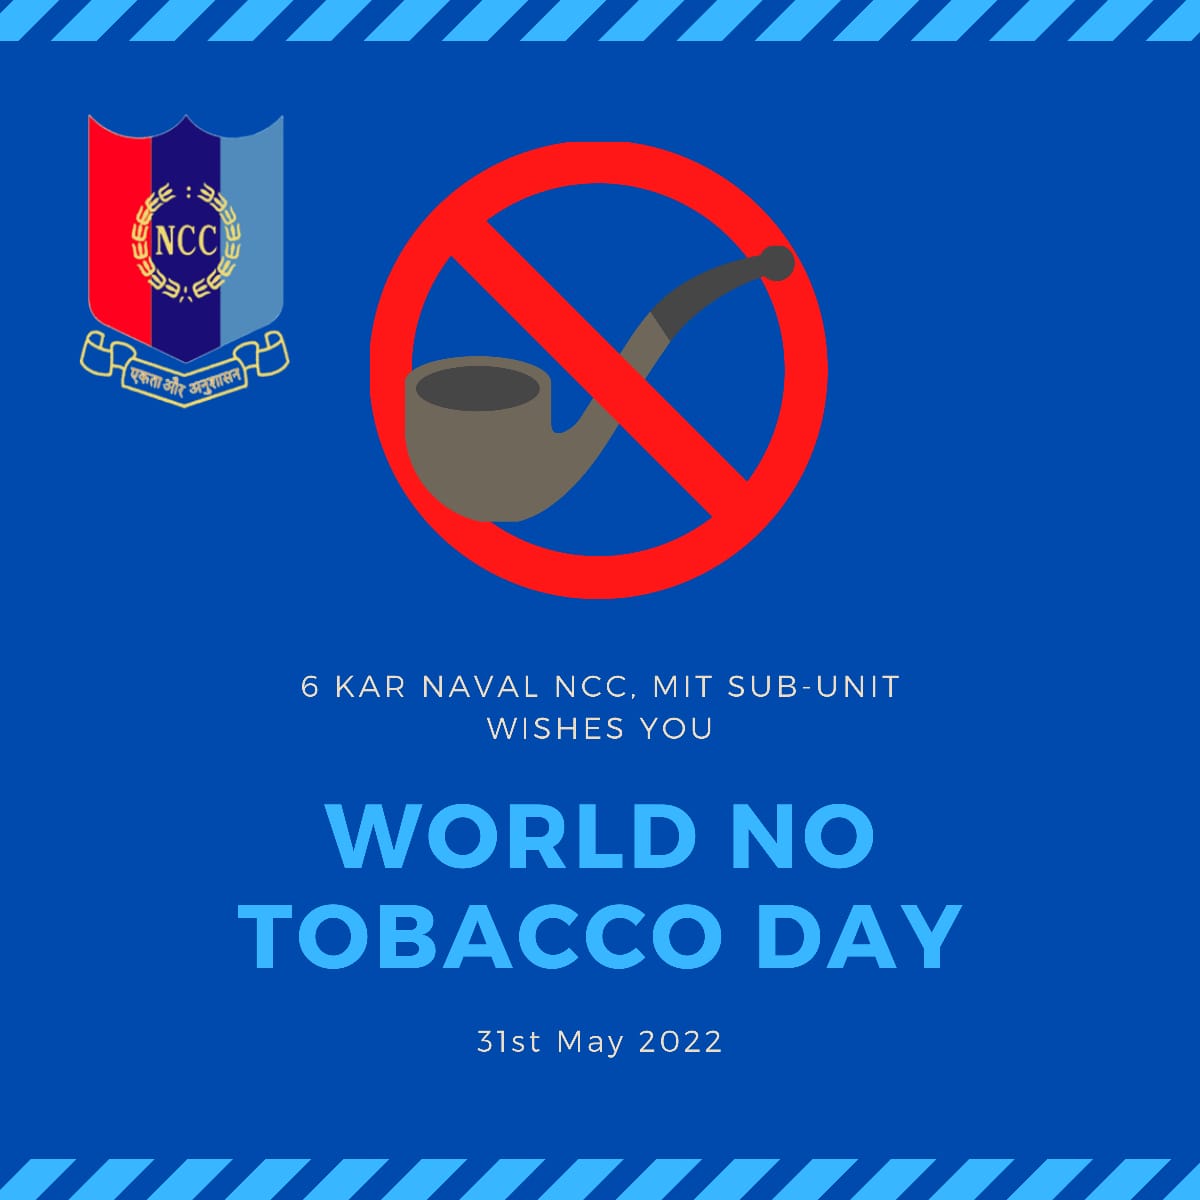 NCC
एकता और अनुशासन
6 KAR NAVAL NCC, MIT SUB-UNIT
WISHES YOU
WORLD NO
TOBACCO DAY
31st May 2022